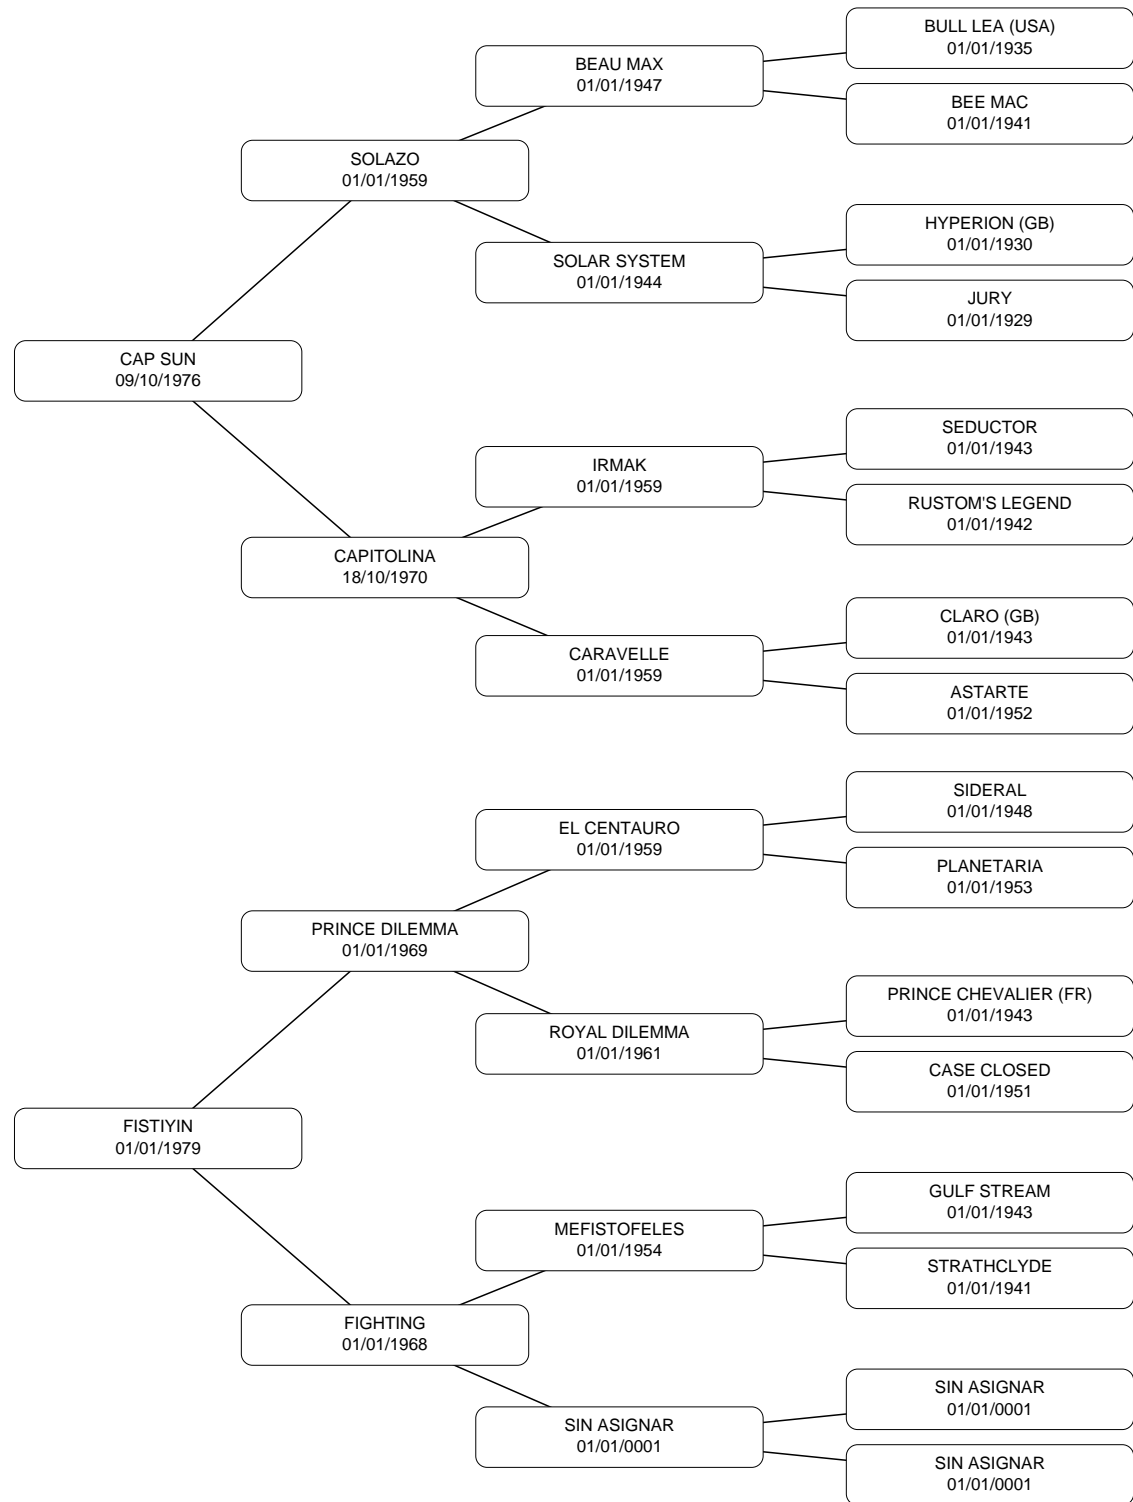 BULL LEA (USA)
01/01/1935
BEAU MAX
01/01/1947
BEE MAC
01/01/1941
SOLAZO
01/01/1959
HYPERION (GB)
01/01/1930
SOLAR SYSTEM
01/01/1944
JURY
01/01/1929
CAP SUN
09/10/1976
SEDUCTOR
01/01/1943
IRMAK
01/01/1959
RUSTOM'S LEGEND
01/01/1942
CAPITOLINA
18/10/1970
CLARO (GB)
01/01/1943
CARAVELLE
01/01/1959
ASTARTE
01/01/1952
SIDERAL
01/01/1948
EL CENTAURO
01/01/1959
PLANETARIA
01/01/1953
PRINCE DILEMMA
01/01/1969
PRINCE CHEVALIER (FR)
01/01/1943
ROYAL DILEMMA
01/01/1961
CASE CLOSED
01/01/1951
FISTIYIN
01/01/1979
GULF STREAM
01/01/1943
MEFISTOFELES
01/01/1954
STRATHCLYDE
01/01/1941
FIGHTING
01/01/1968
SIN ASIGNAR
01/01/0001
SIN ASIGNAR
01/01/0001
SIN ASIGNAR
01/01/0001